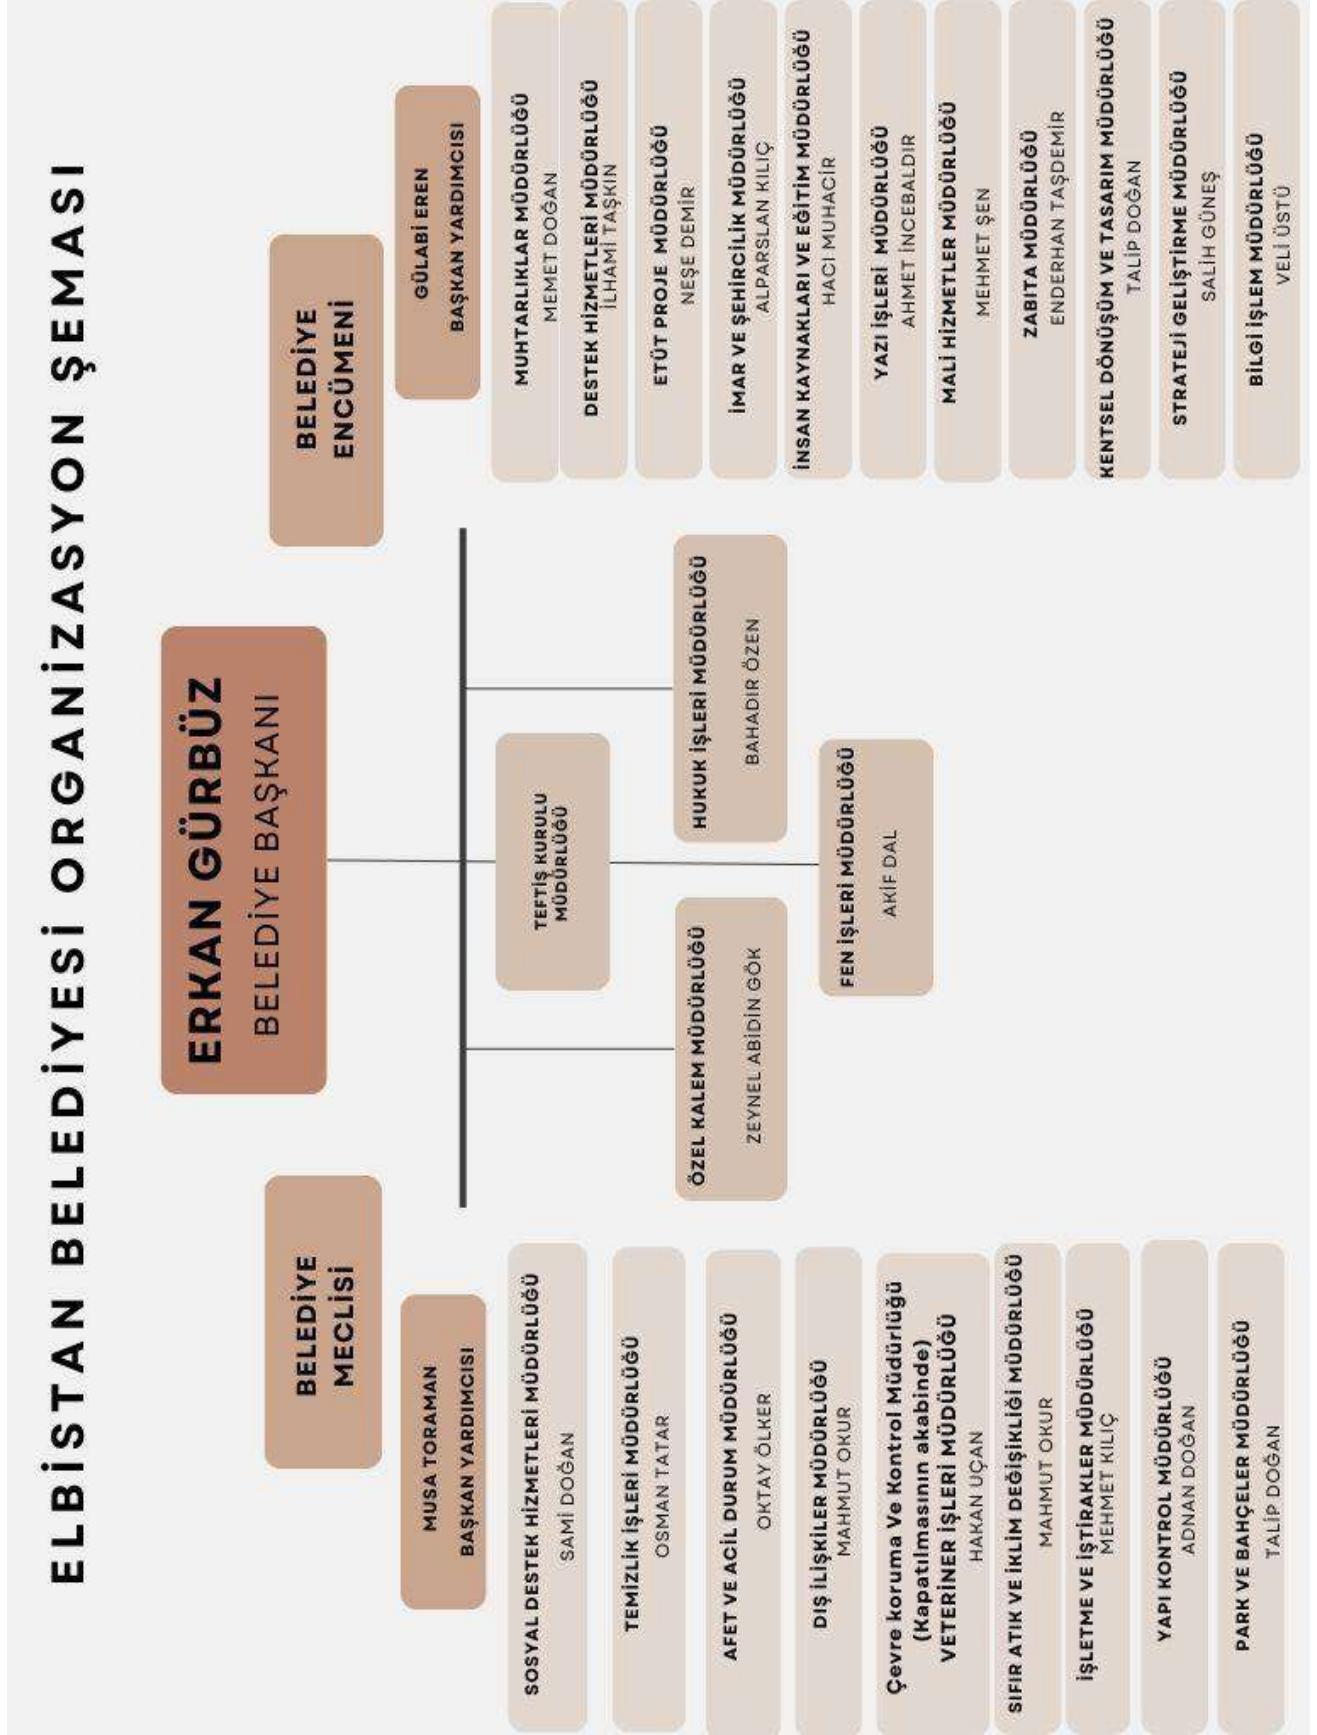 ELBİSTAN BELEDİYESİ ORGANİZASYON ŞEMASI
ERKAN GÜRBÜZ
BELEDİYE BAŞKANI
BELEDİYE
MECLİSİ
BELEDİYE
ENCÜMENİ
MUSA TORAMAN
BAŞKAN YARDIMCISI
SOSYAL DESTEK HİZMETLERİ MÜDÜRLÜĞÜ
SAMİ DOĞAN
TEMİZLİK İŞLERİ MÜDÜRLÜĞÜ
OSMAN TATAR
AFET VE ACİL DURUM MÜDÜRLÜĞÜ
OKTAY ÖLKER
DIŞ İLİŞKİLER MÜDÜRLÜĞÜ
MAHMUT OKUR
Çevre koruma Ve Kontrol Müdürlüğü
(Kapatılmasının akabinde)
VETERİNER İŞLERİ MÜDÜRLÜĞÜ
HAKAN UÇAN
SIFIR ATIK VE İKLİM DEĞİŞİKLİĞİ MÜDÜRLÜĞÜ
MAHMUT OKUR
İŞLETME VE İŞTİRAKLER MÜDÜRLÜĞÜ
MEHMET KILIÇ
YAPI KONTROL MÜDÜRLÜĞÜ
ADNAN DOĞAN
PARK VE BAHÇELER MÜDÜRLÜĞÜ
TALİP DOĞAN
TEFTİŞ KURULU
MÜDÜRLÜĞÜ
ÖZEL KALEM MÜDÜRLÜĞÜ
ZEYNEL ABİDİN GÖK
HUKUK İŞLERİ MÜDÜRLÜĞÜ
BAHADIR ÖZEN
FEN İŞLERİ MÜDÜRLÜĞÜ
AKİF DAL
GÜLABİ EREN
BAŞKAN YARDIMCISI
MUHTARLIKLAR MÜDÜRLÜĞÜ
MEMET DOĞAN
DESTEK HİZMETLERİ MÜDÜRLÜĞÜ
İLHAMİ TAŞKIN
ETÜT PROJE MÜDÜRLÜĞÜ
NEŞE DEMİR
İMAR VE ŞEHİRCİLİK MÜDÜRLÜĞÜ
ALPARSLAN KILIÇ
İNSAN KAYNAKLARI VE EĞİTİM MÜDÜRLÜĞÜ
HACI MUHACİR
YAZI İŞLERİ MÜDÜRLÜĞÜ
AHMET İNCEBALDIR
MALİ HİZMETLER MÜDÜRLÜĞÜ
MEHMET ŞEN
ZABITA MÜDÜRLÜĞÜ
ENDERHAN TAŞDEMİR
KENTSEL DÖNÜŞÜM VE TASARIM MÜDÜRLÜĞÜ
TALİP DOĞAN
STRATEJİ GELİŞTİRME MÜDÜRLÜĞÜ
SALİH GÜNEŞ
BİLGİ İŞLEM MÜDÜRLÜĞÜ
VELİ ÜSTÜ